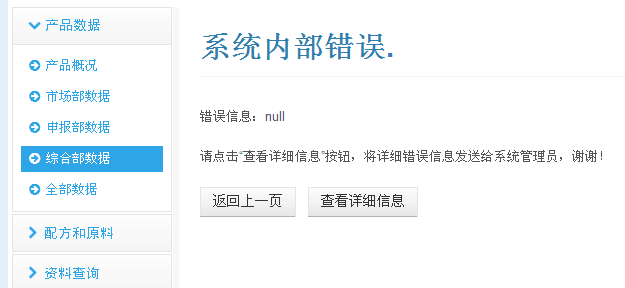 产品数据
产品概况
市场部数据
申报部数据
综合部数据
全部数据
配方和原料
资料查询
系统内部错误.
错误信息：null
请点击“查看详细信息”按钮，将详细错误信息发送给系统管理员，谢谢！
返回上一页
查看详细信息